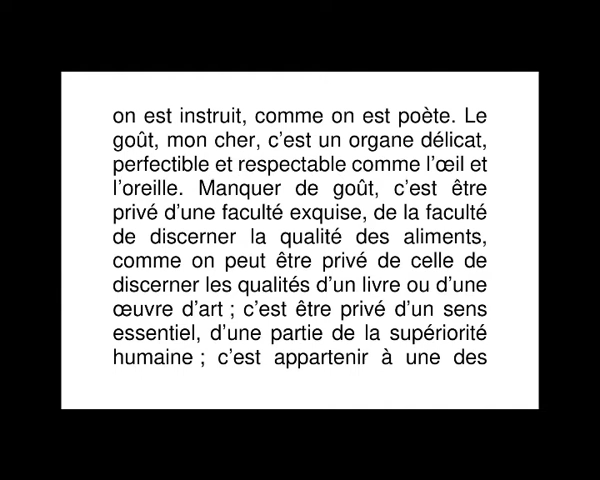 on est instruit, comme on est poète. Le
goût, mon cher, c’est un organe délicat,
perfectible et respectable comme l’œil et
l’oreille. Manquer de goût, c’est être
privé d’une faculté exquise, de la faculté
de discerner la qualité des aliments,
comme on peut être privé de celle de
discerner les qualités d’un livre ou d’une
œuvre d’art ; c’est être privé d’un sens
essentiel, d’une partie de la supériorité
humaine ; c’est appartenir à une des